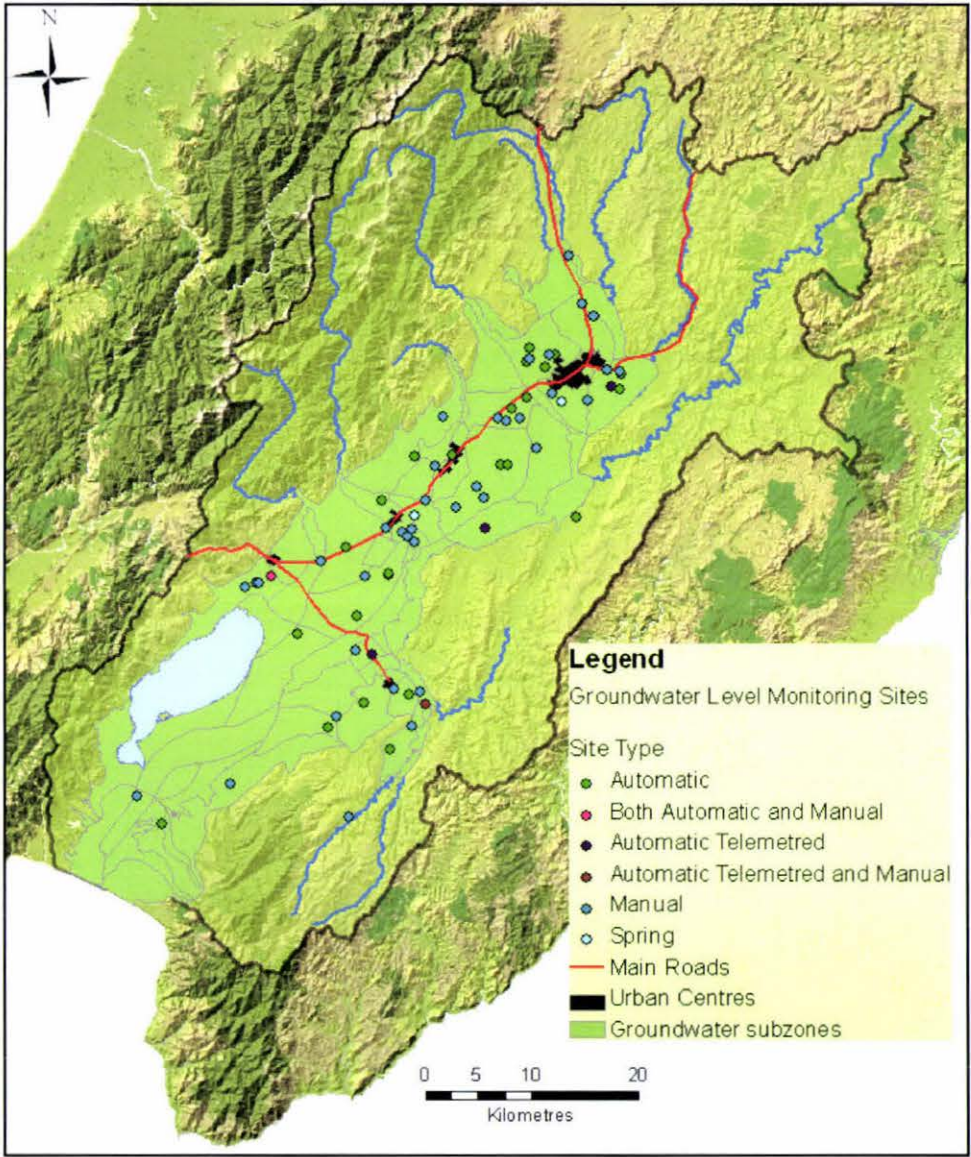 N
Legend
Groundwater Level Monitoring Sites
Site Type
Automatic
Both Automatic and Manual
Automatic Telemetred
Automatic Telemetred and Manual
Manual
Spring
Main Roads
Urban Centres
Groundwater subzones
0 5 10 20
Kilometres